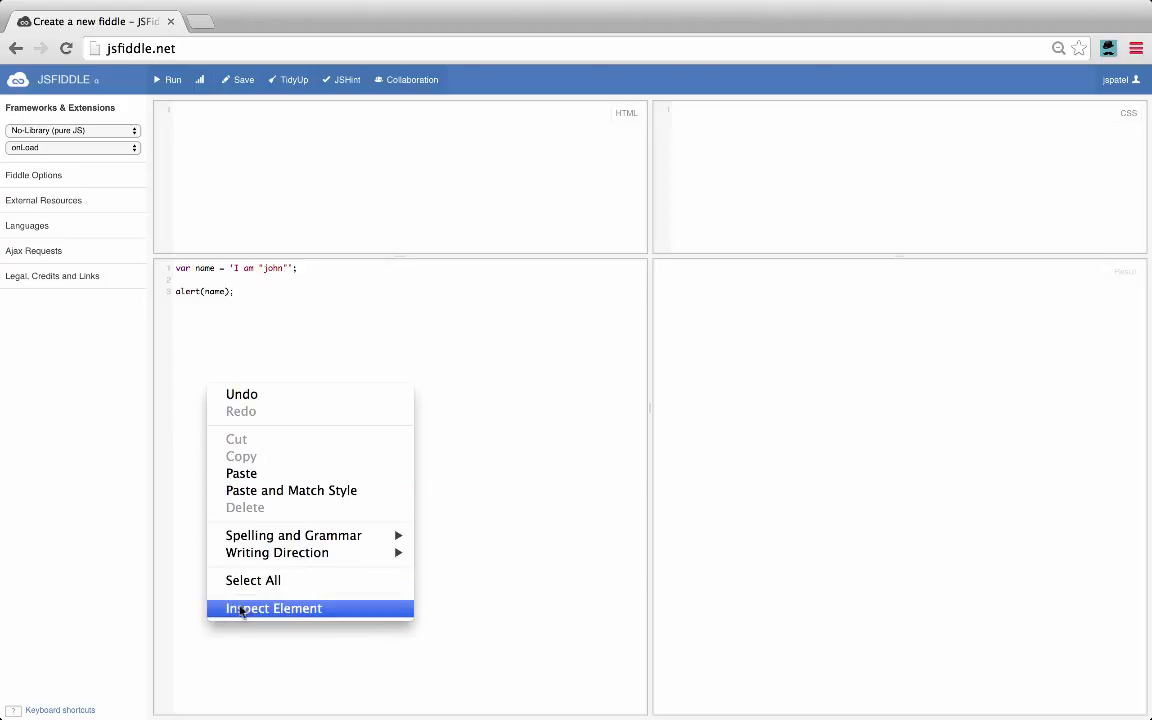 Create a new fiddle – JSFid
jsfiddle.net
JSFIDDLE α
Run
Save
TidyUp
JSHint
Collaboration
jspatel
Frameworks & Extensions
No-Library (pure JS)
onLoad
Fiddle Options
External Resources
Languages
Ajax Requests
Legal, Credits and Links
1
HTML
1
CSS
1 var name = 'I am "john"';
2
3 alert(name);
Result
Undo
Redo
Cut
Copy
Paste
Paste and Match Style
Delete
Spelling and Grammar
Writing Direction
Select All
Inspect Element
? Keyboard shortcuts